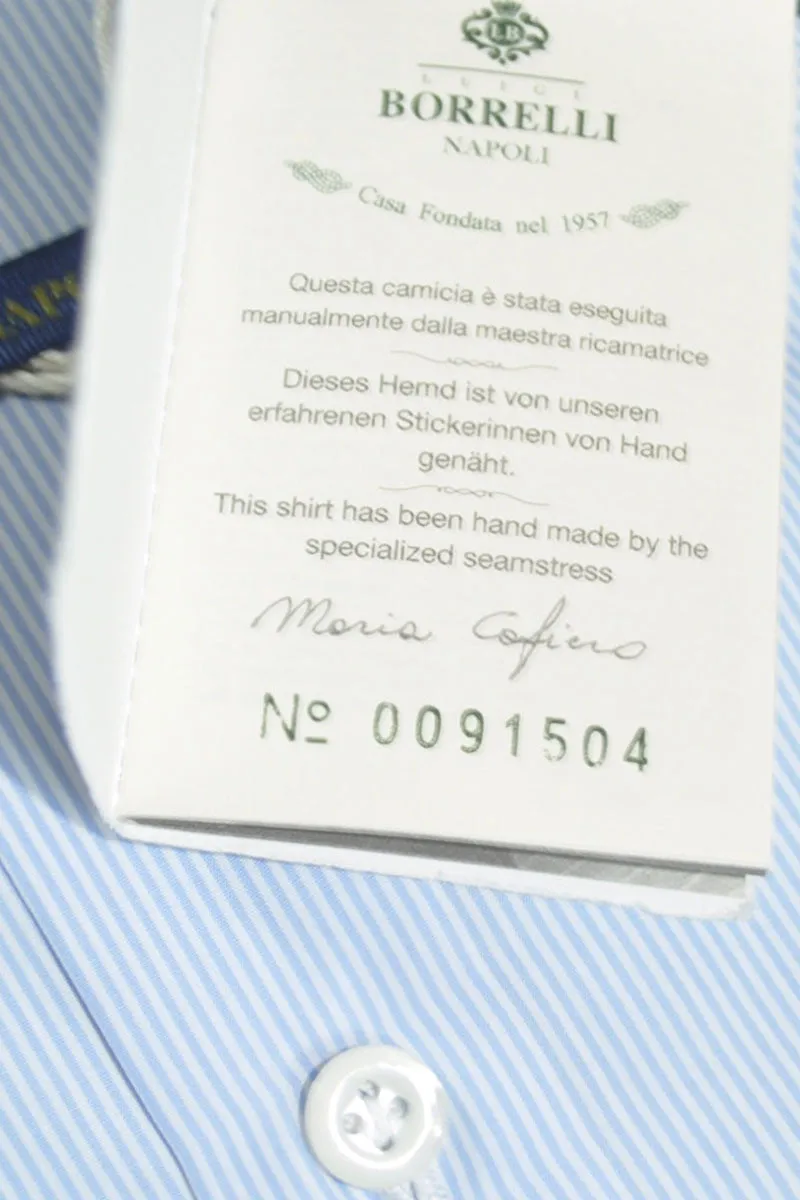 LB
LUIGI
BORRELLI
NAPOLI
Casa Fondata nel 1957
Questa camicia è stata eseguita
manualmente dalla maestra ricamatrice
Dieses Hemd ist von unseren
erfahrenen Stickerinnen von Hand
genäht.
This shirt has been hand made by the
specialized seamstress
Maria Cafiero
Nº 0091504